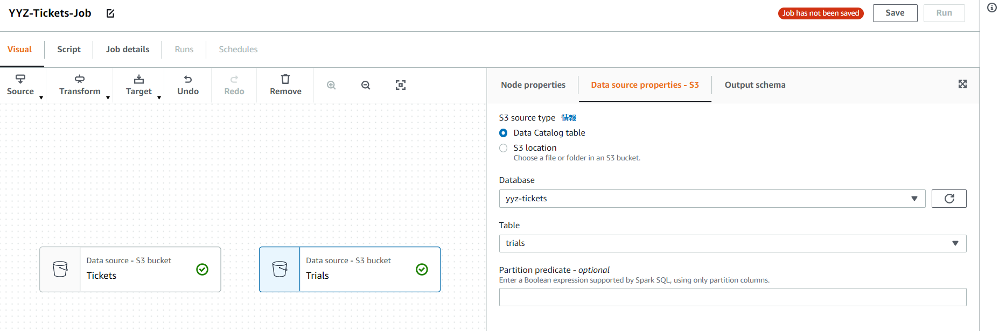 YYZ-Tickets-Job
Job has not been saved
Save
Run
Visual
Script
Job details
Runs
Schedules
Source
Transform
Target
Undo
Redo
Remove
Node properties
Data source properties - S3
Output schema
S3 source type 情報
Data Catalog table
S3 location
Choose a file or folder in an S3 bucket.
Database
yyz-tickets
Table
trials
Partition predicate - optional
Enter a Boolean expression supported by Spark SQL, using only partition columns.
Data source - S3 bucket
Tickets
Data source - S3 bucket
Trials